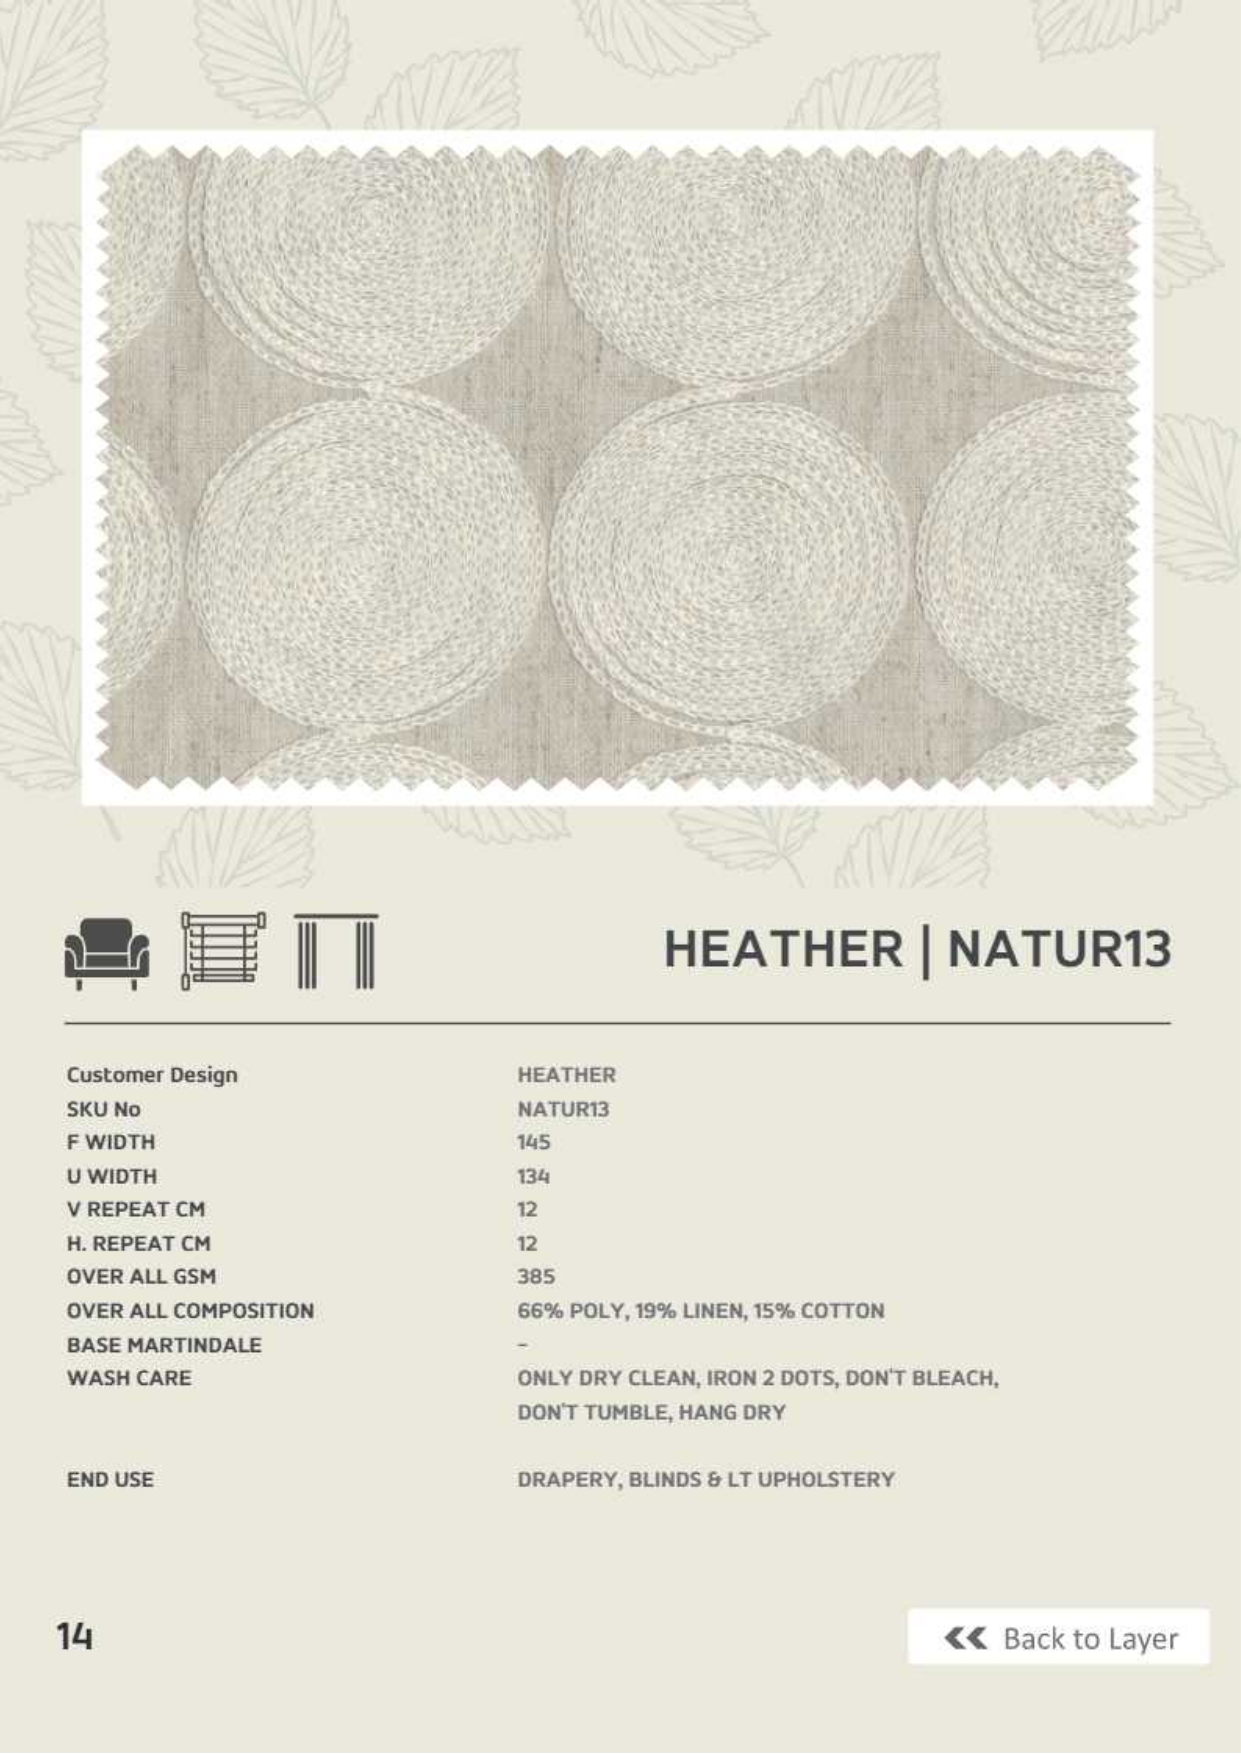 HEATHER | NATUR13
Customer Design HEATHER
SKU No NATUR13
F WIDTH 145
U WIDTH 134
V REPEAT CM 12
H. REPEAT CM 12
OVER ALL GSM 385
OVER ALL COMPOSITION 66% POLY, 19% LINEN, 15% COTTON
BASE MARTINDALE -
WASH CARE ONLY DRY CLEAN, IRON 2 DOTS, DON'T BLEACH,
DON'T TUMBLE, HANG DRY
END USE DRAPERY, BLINDS & LT UPHOLSTERY
14
Back to Layer